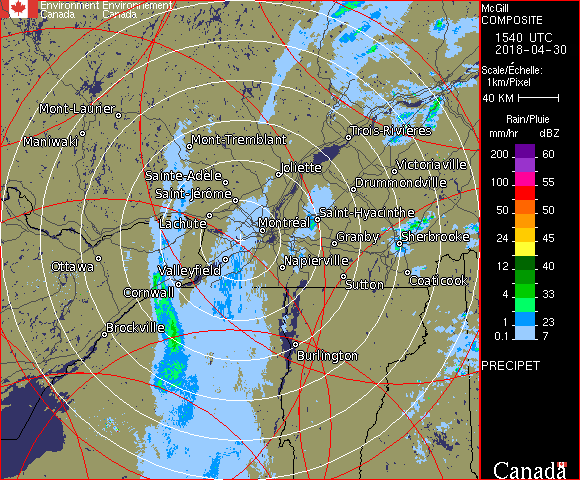 Environment Environnement
Canada Canada
McGill
COMPOSITE
1540 UTC
2018-04-30
Scale/Échelle:
1km/Pixel
40 KM
Rain/Pluie
mm/hr dBZ
200 60
100 55
50 50
24 45
12 40
4 33
1 23
0.1 7
PRECIPET
Canada
Mont-Laurier
Maniwaki
Mont-Tremblant
Trois-Rivières
Sainte-Adèle
Joliette
Victoriaville
Saint-Jérôme
Drummondville
Lachute
Montréal
Saint-Hyacinthe
Granby
Sherbrooke
Ottawa
Valleyfield
Napierville
Cornwall
Sutton
Coaticook
Brockville
Burlington